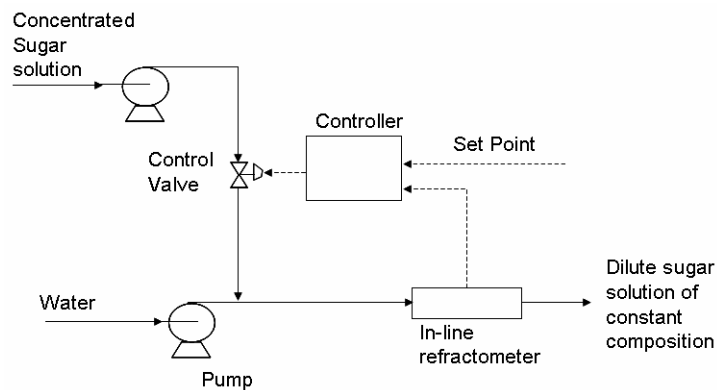 Concentrated
Sugar
solution
Controller
Set Point
Control
Valve
Water
Pump
In-line
refractometer
Dilute sugar
solution of
constant
composition